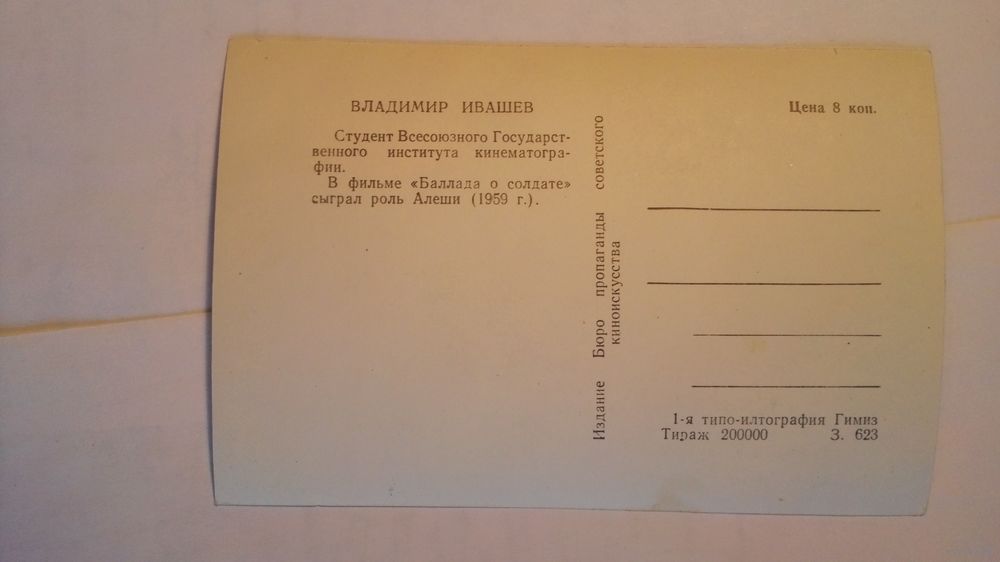 ВЛАДИМИР ИВАШЕВ
Студент Всесоюзного Государст-
венного института кинематогра-
фии.
В фильме «Баллада о солдате»
сыграл роль Алеши (1959 г.).
Издание Бюро пропаганды советского
киноискусства
Цена 8 коп.
1-я типо-илтография Гимиз
Тираж 200000 З. 623